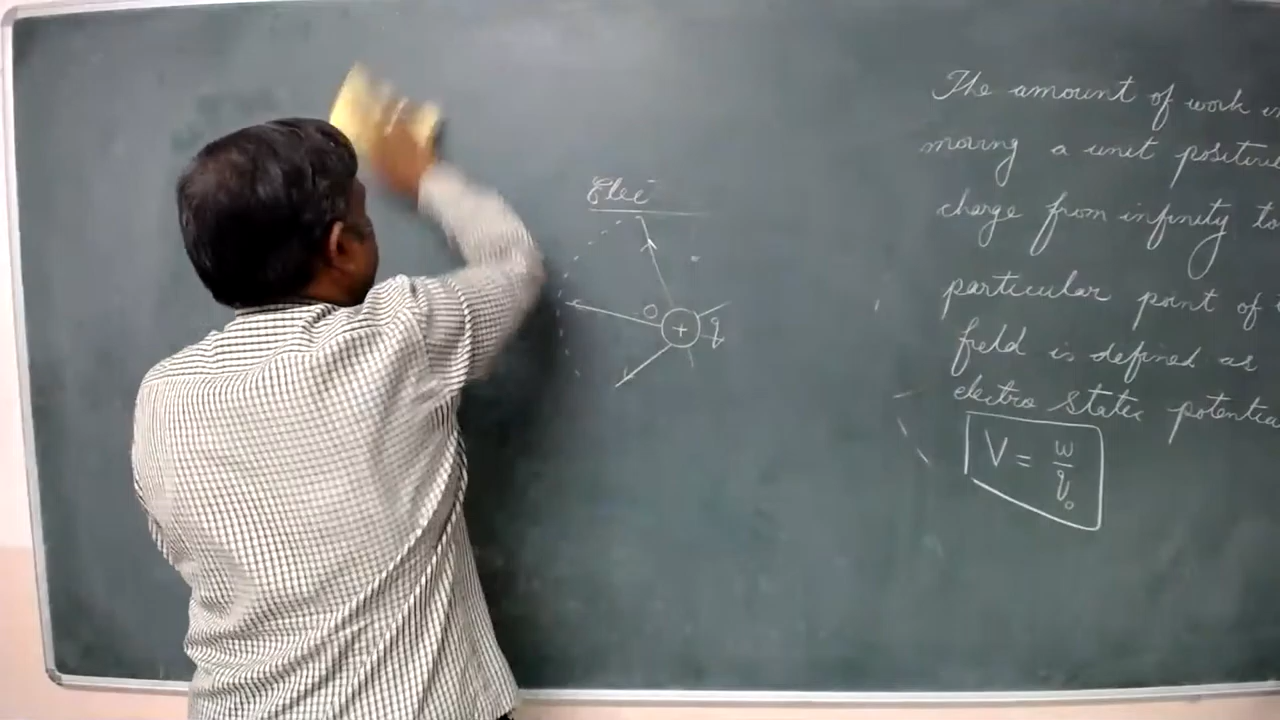 Elec
O
+
q
The amount of work in
moving a unit positive
charge from infinity to
particular point of
field is defined as
electro static potential
V = w/q₀